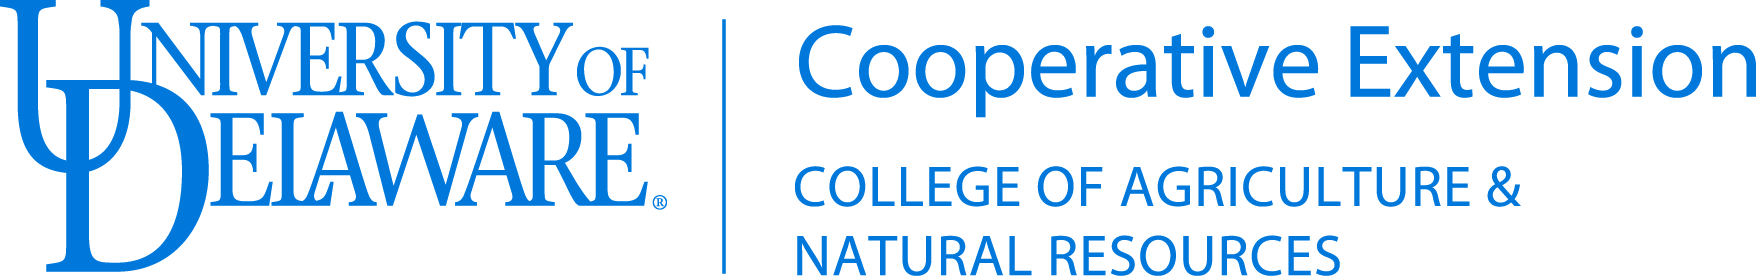 UNIVERSITY OF
DELAWARE®
Cooperative Extension
COLLEGE OF AGRICULTURE &
NATURAL RESOURCES